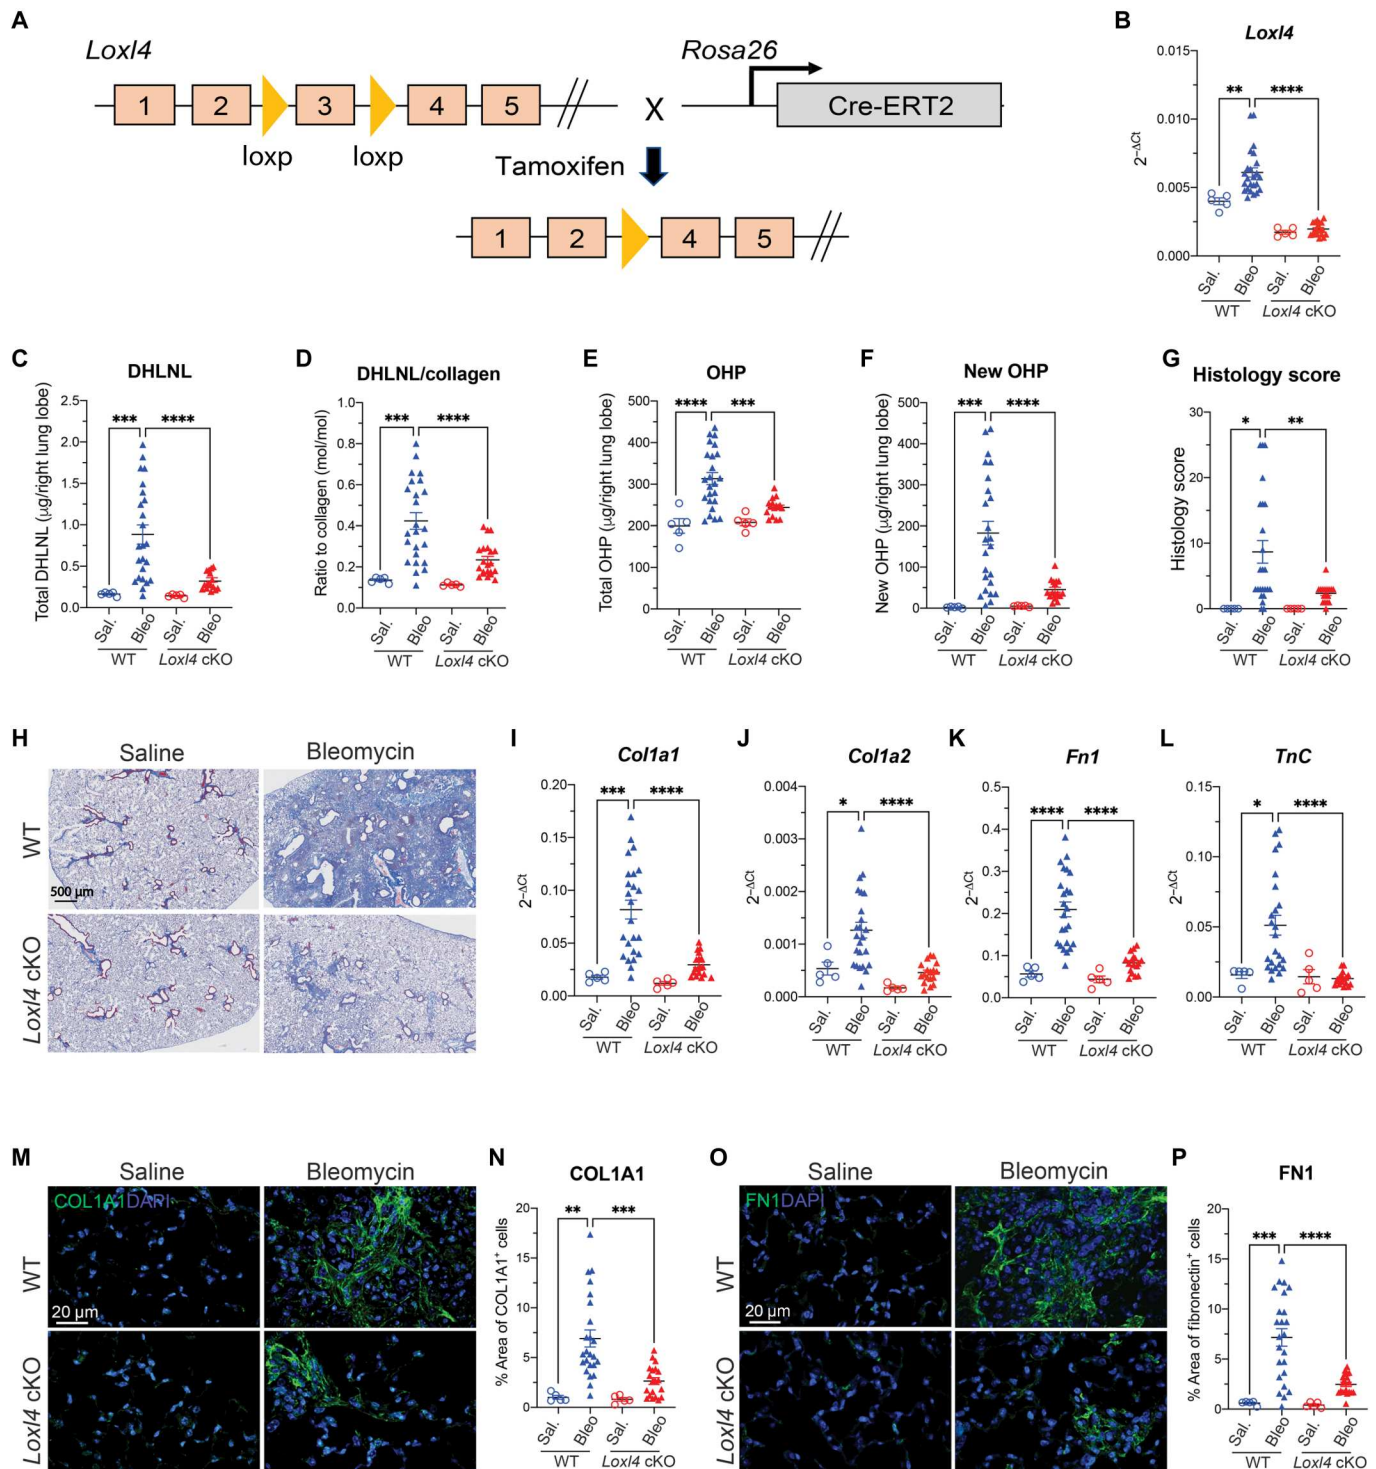 A
Loxl4
Rosa26
1 2 3 4 5
X
Cre-ERT2
loxp loxp
Tamoxifen
1 2 4 5
B
Loxl4
2−ΔCt
0.015
0.010
0.005
0.000
** ****
Sal. Bleo Sal. Bleo
WT Loxl4 cKO
C
DHLNL
Total DHLNL (μg/right lung lobe)
2.5
2.0
1.5
1.0
0.5
0.0
*** ****
Sal. Bleo Sal. Bleo
WT Loxl4 cKO
D
DHLNL/collagen
Ratio to collagen (mol/mol)
1.0
0.8
0.6
0.4
0.2
0.0
*** ****
Sal. Bleo Sal. Bleo
WT Loxl4 cKO
E
OHP
Total OHP (μg/right lung lobe)
500
400
300
200
100
0
**** ***
Sal. Bleo Sal. Bleo
WT Loxl4 cKO
F
New OHP
New OHP (μg/right lung lobe)
500
400
300
200
100
0
*** ****
Sal. Bleo Sal. Bleo
WT Loxl4 cKO
G
Histology score
Histology score
30
20
10
0
* **
Sal. Bleo Sal. Bleo
WT Loxl4 cKO
H
Saline Bleomycin
WT
500 μm
Loxl4 cKO
I
Col1a1
2−ΔCt
0.20
0.15
0.10
0.05
0.00
*** ****
Sal. Bleo Sal. Bleo
WT Loxl4 cKO
J
Col1a2
2−ΔCt
0.004
0.003
0.002
0.001
0.000
* ****
Sal. Bleo Sal. Bleo
WT Loxl4 cKO
K
Fn1
2−ΔCt
0.5
0.4
0.3
0.2
0.1
0.0
**** ****
Sal. Bleo Sal. Bleo
WT Loxl4 cKO
L
TnC
2−ΔCt
0.15
0.10
0.05
0.00
* ****
Sal. Bleo Sal. Bleo
WT Loxl4 cKO
M
Saline Bleomycin
COL1A1DAPI
WT
20 μm
Loxl4 cKO
N
COL1A1
% Area of COL1A1+ cells
20
15
10
5
0
** ***
Sal. Bleo Sal. Bleo
WT Loxl4 cKO
O
Saline Bleomycin
FN1DAPI
WT
20 μm
Loxl4 cKO
P
FN1
% Area of fibronectin+ cells
20
15
10
5
0
*** ****
Sal. Bleo Sal. Bleo
WT Loxl4 cKO